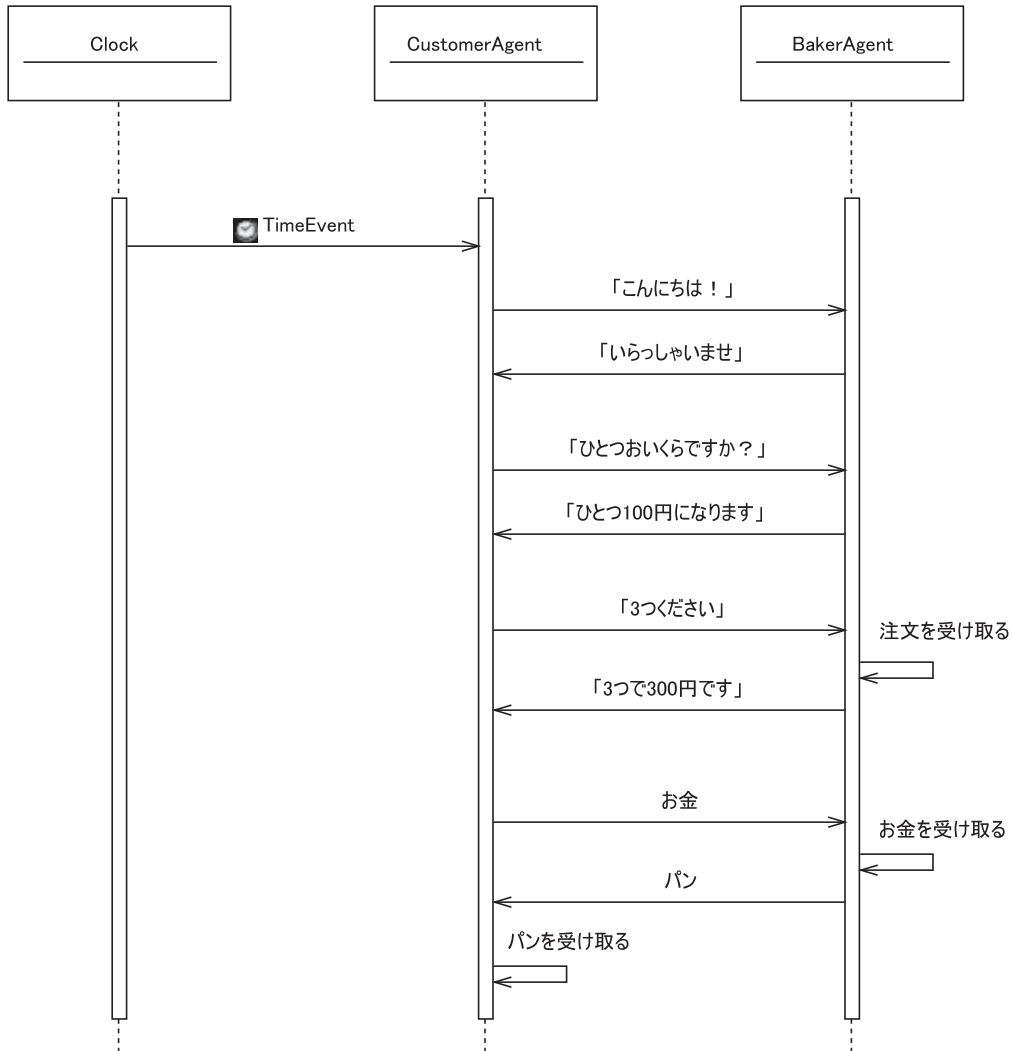 Clock
CustomerAgent
BakerAgent
TimeEvent
「こんにちは！」
「いらっしゃいませ」
「ひとつおいくらですか？」
「ひとつ100円になります」
「3つください」
注文を受け取る
「3つで300円です」
お金
お金を受け取る
パン
パンを受け取る